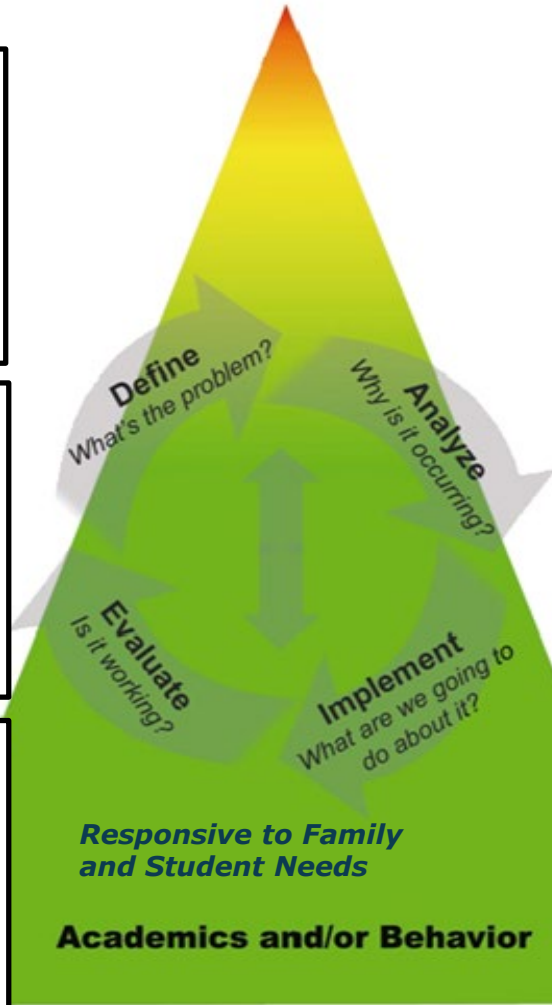 Define
What's the problem?
Analyze
Why is it occurring?
Implement
What are we going to
do about it?
Evaluate
Is it working?
Responsive to Family
and Student Needs
Academics and/or Behavior